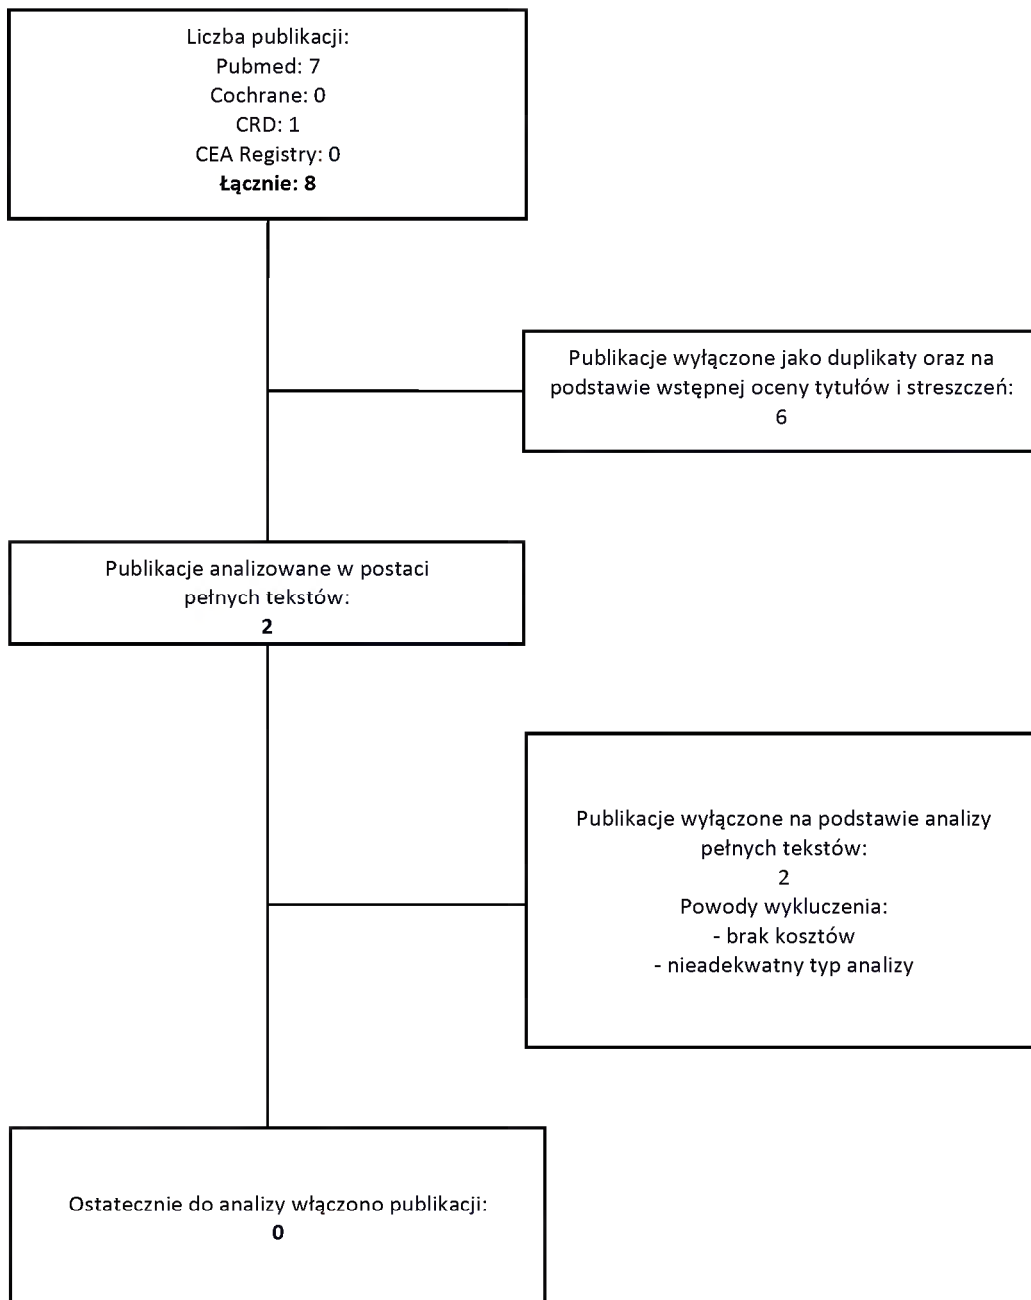 Liczba publikacji:
Pubmed: 7
Cochrane: 0
CRD: 1
CEA Registry: 0
Łącznie: 8
Publikacje wyłączone jako duplikaty oraz na
podstawie wstępnej oceny tytułów i streszczeń:
6
Publikacje analizowane w postaci
pełnych tekstów:
2
Publikacje wyłączone na podstawie analizy
pełnych tekstów:
2
Powody wykluczenia:
- brak kosztów
- nieadekwatny typ analizy
Ostatecznie do analizy włączono publikacji:
0